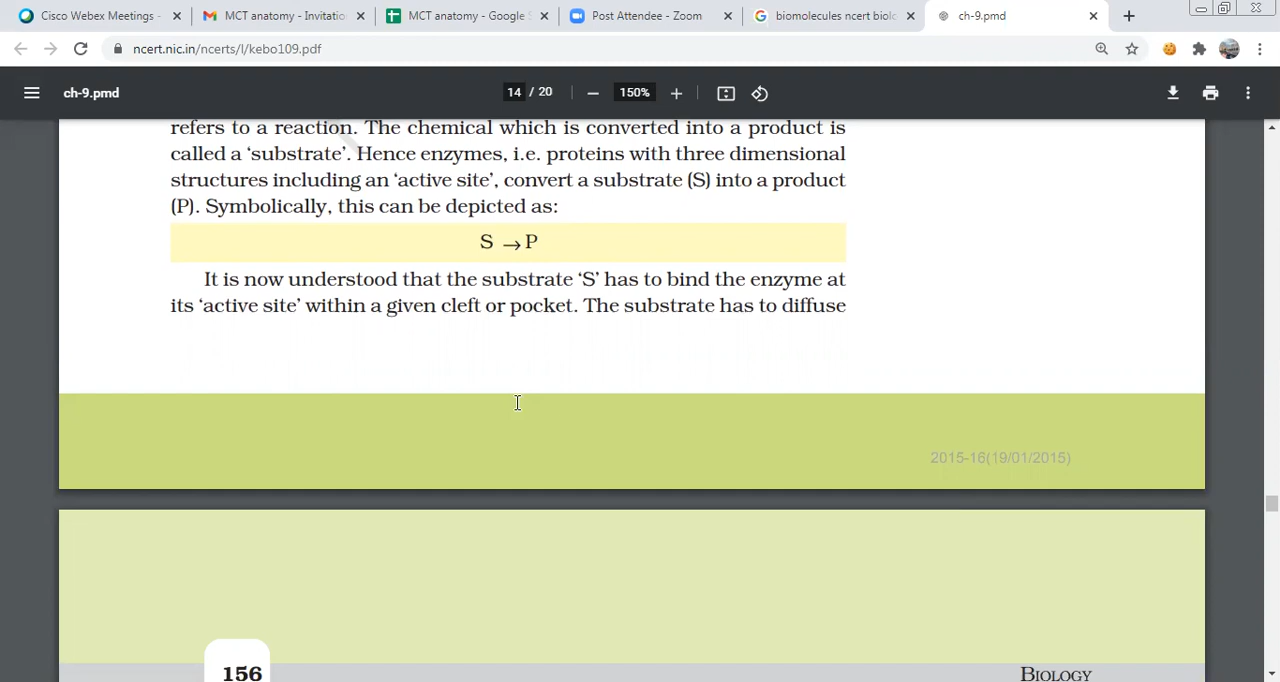 Cisco Webex Meetings -
MCT anatomy - Invitatio
MCT anatomy - Google S
Post Attendee - Zoom
biomolecules ncert biolo
ch-9.pmd
ncert.nic.in/ncerts/l/kebo109.pdf
ch-9.pmd
14 / 20
150%
refers to a reaction. The chemical which is converted into a product is
called a ‘substrate’. Hence enzymes, i.e. proteins with three dimensional
structures including an ‘active site’, convert a substrate (S) into a product
(P). Symbolically, this can be depicted as:
S → P
It is now understood that the substrate ‘S’ has to bind the enzyme at
its ‘active site’ within a given cleft or pocket. The substrate has to diffuse
2015-16(19/01/2015)
156
BIOLOGY